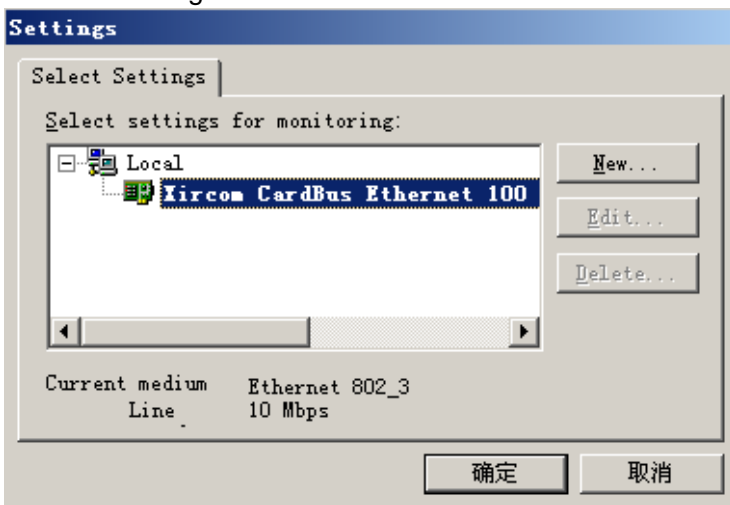 Settings
Select Settings
Select settings for monitoring:
Local
Xircom CardBus Ethernet 100
New...
Edit...
Delete...
Current medium Ethernet 802_3
Line 10 Mbps
确定 取消